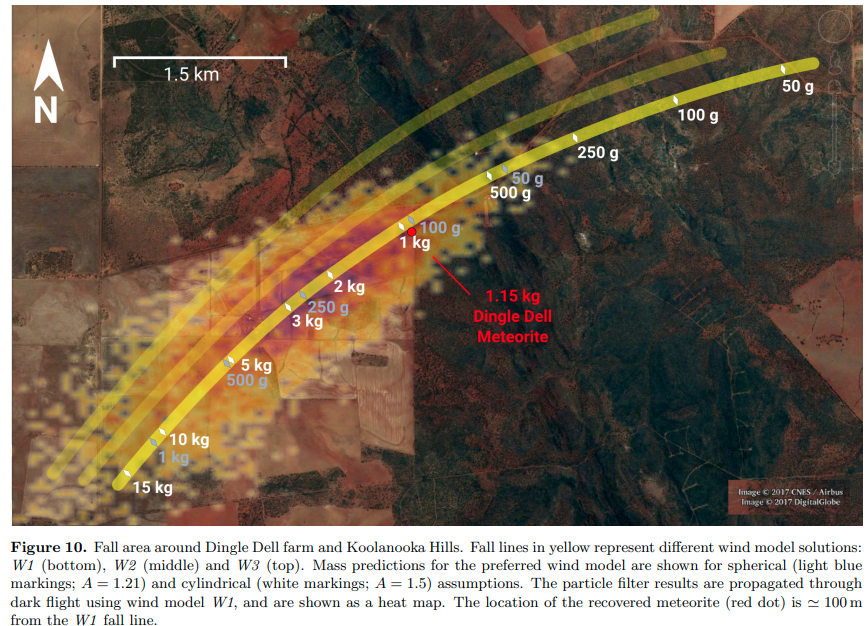 1.5 km
N
50 g
100 g
250 g
50 g
500 g
100 g
1 kg
2 kg
250 g
3 kg
1.15 kg
Dingle Dell
Meteorite
5 kg
500 g
10 kg
1 kg
15 kg
Image © 2017 CNES / Airbus
Image © 2017 DigitalGlobe
Figure 10. Fall area around Dingle Dell farm and Koolanooka Hills. Fall lines in yellow represent different wind model solutions:
W1 (bottom), W2 (middle) and W3 (top). Mass predictions for the preferred wind model are shown for spherical (light blue
markings; A = 1.21) and cylindrical (white markings; A = 1.5) assumptions. The particle filter results are propagated through
dark flight using wind model W1, and are shown as a heat map. The location of the recovered meteorite (red dot) is ≃ 100 m
from the W1 fall line.